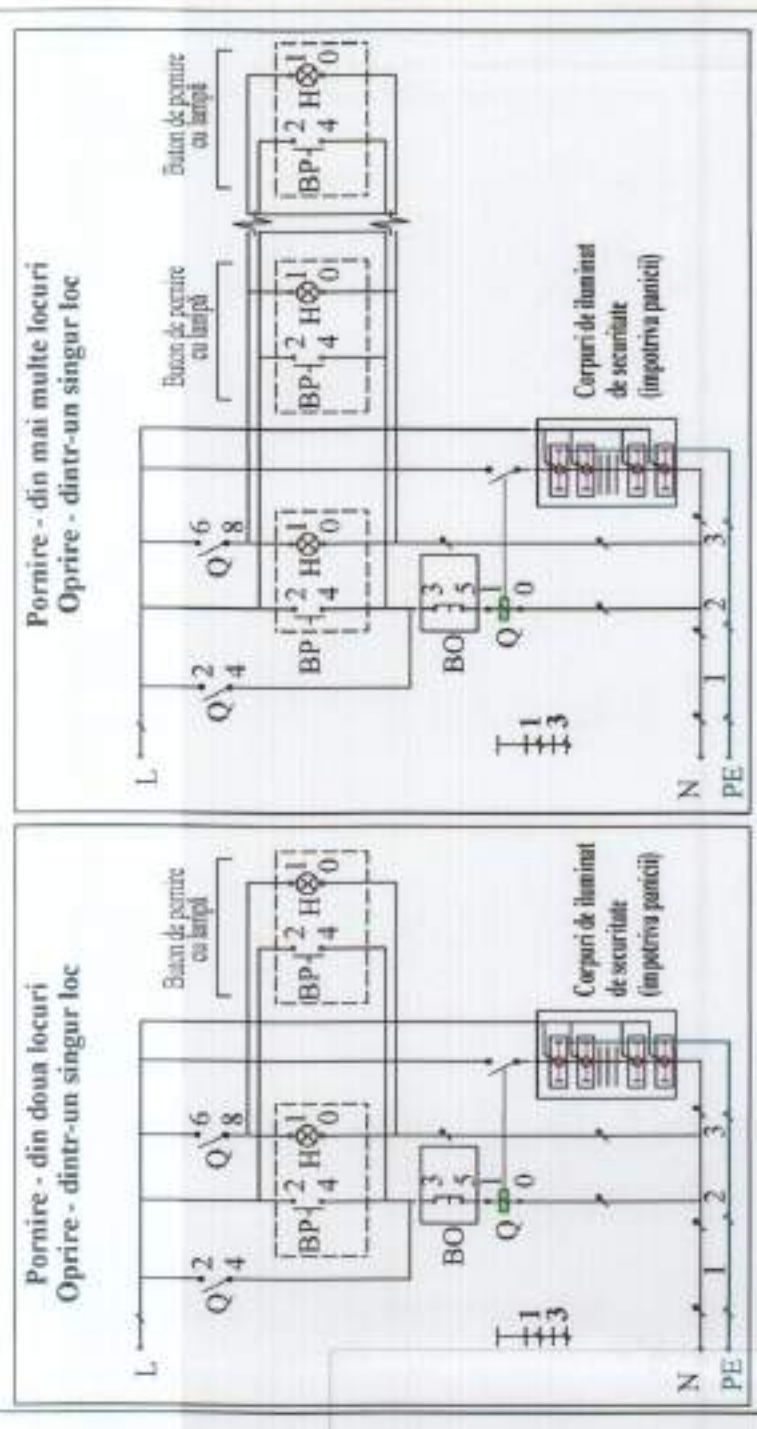 Pornire - din doua locuri
Oprire - dintr-un singur loc
Buton de pornire
cu lampă
L
Q
2
4
Q
6
8
BP
2
4
H
1
0
BP
2
4
H
1
0
BO
3
5
Q
1
0
1
3
Corpuri de iluminat
de securitate
(impotriva panicii)
N
PE
1
2
3
Pornire - din mai multe locuri
Oprire - dintr-un singur loc
Buton de pornire
cu lampă
Buton de pornire
cu lampă
L
Q
2
4
Q
6
8
BP
2
4
H
1
0
BP
2
4
H
1
0
BP
2
4
H
1
0
BO
3
5
Q
1
0
1
3
Corpuri de iluminat
de securitate
(impotriva panicii)
N
PE
1
2
3